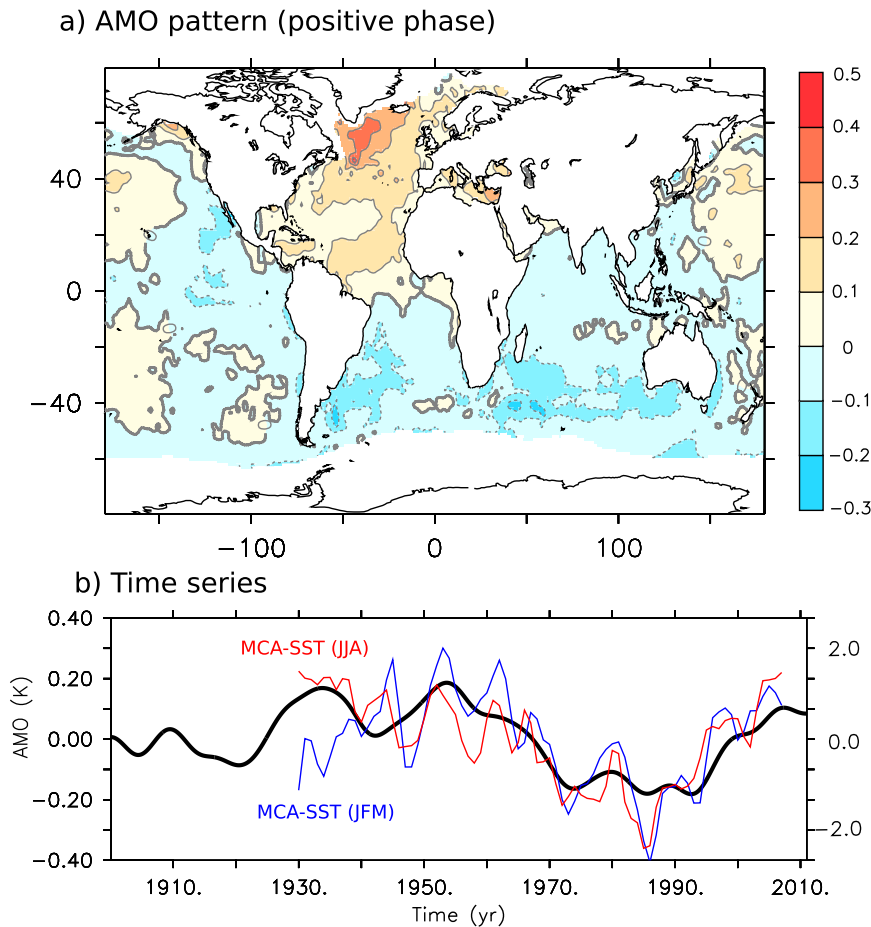 a) AMO pattern (positive phase)
0.5
0.4
0.3
0.2
0.1
0
−0.1
−0.2
−0.3
40
0
−40
−100 0 100
b) Time series
0.40
0.20
0.00
−0.20
−0.40
AMO (K)
MCA-SST (JJA)
MCA-SST (JFM)
2.0
0.0
−2.0
1910. 1930. 1950. 1970. 1990. 2010.
Time (yr)